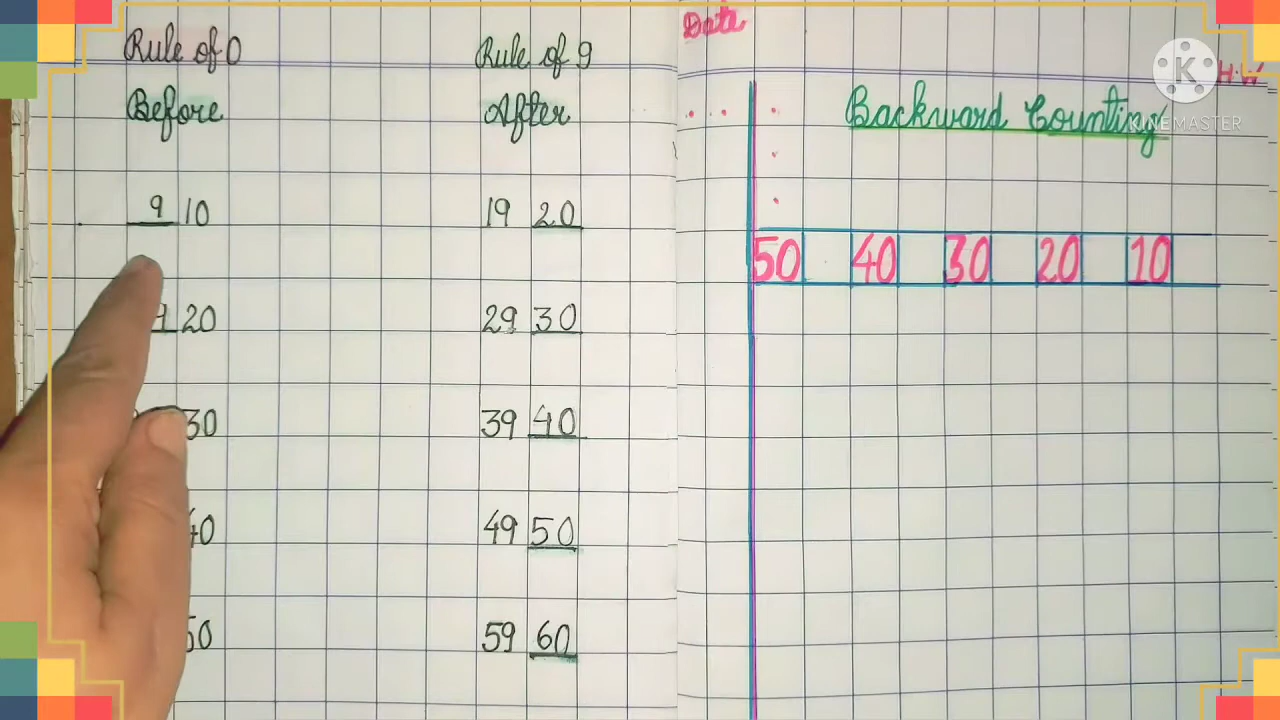 Rule of 0
Before
9 10
20
30
40
50
Rule of 9
After
19 20
29 30
39 40
49 50
59 60
Date
H.W
Backward Counting
50 40 30 20 10
K
KINEMASTER